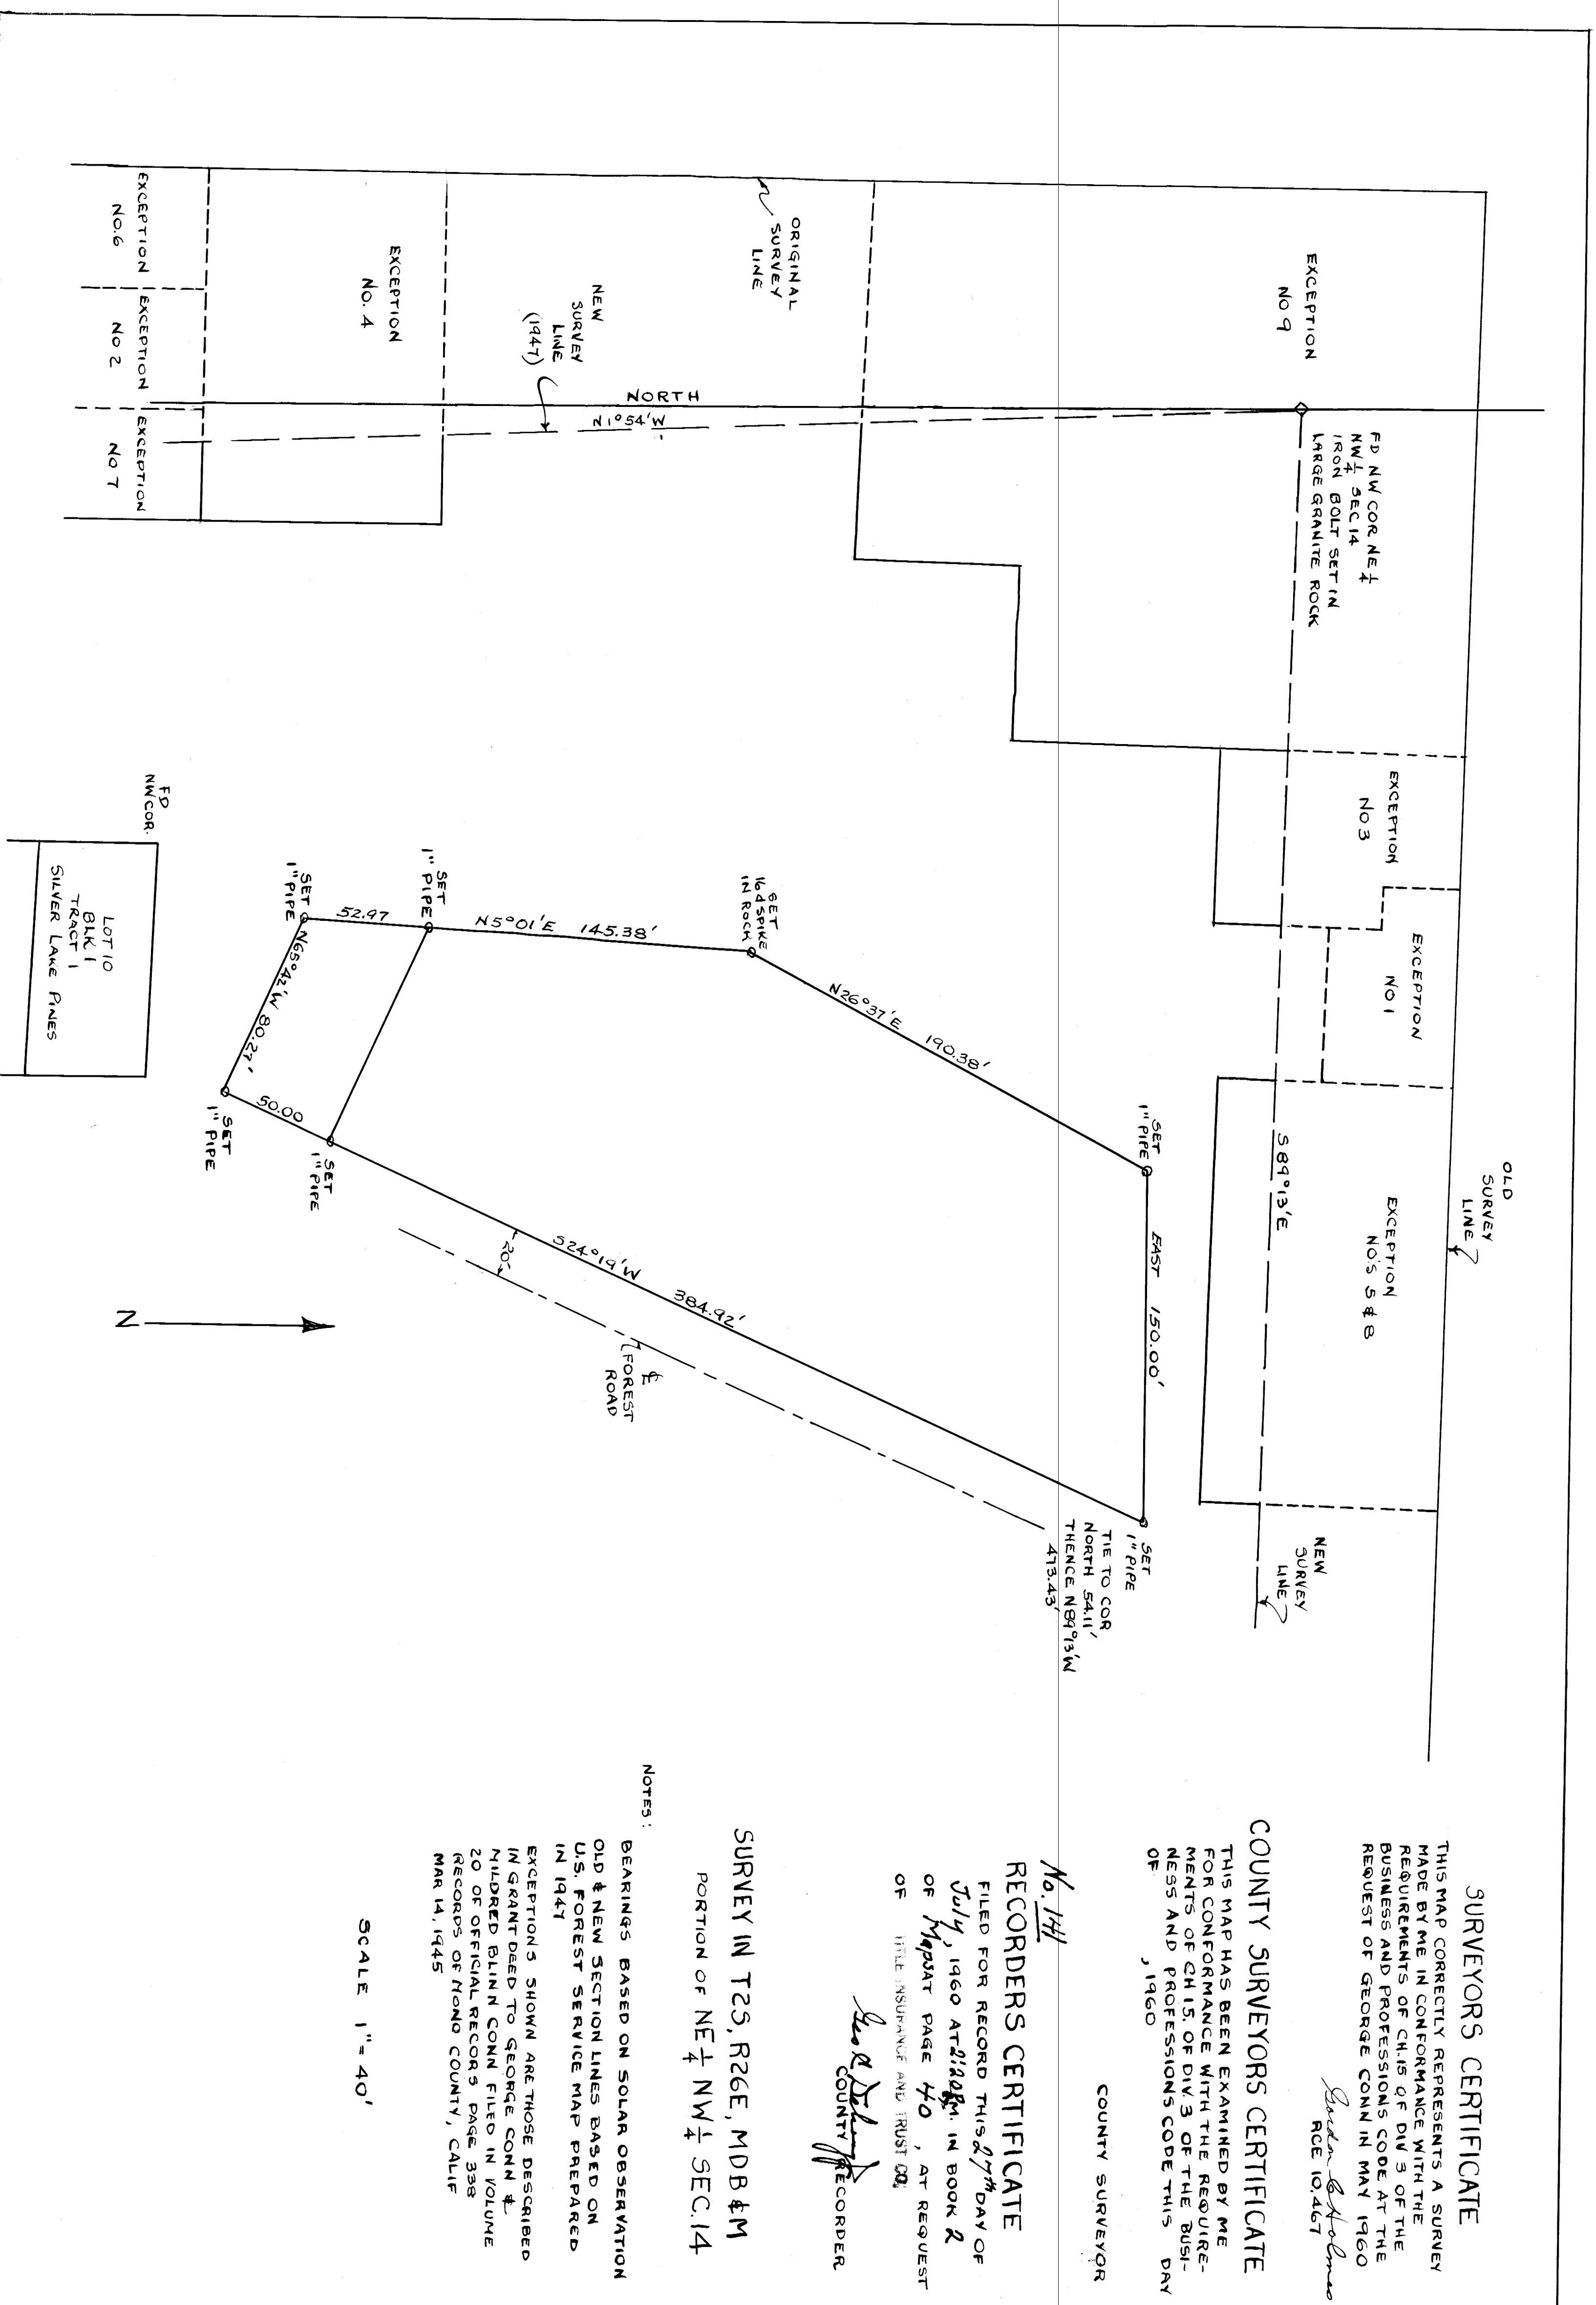 SURVEYORS CERTIFICATE
THIS MAP CORRECTLY REPRESENTS A SURVEY
MADE BY ME IN CONFORMANCE WITH THE
REQUIREMENTS OF CH.15 OF DIV 3 OF THE
BUSINESS AND PROFESSIONS CODE AT THE
REQUEST OF GEORGE CONN IN MAY 1960
Gordon C Holmes
RCE 10,467
COUNTY SURVEYORS CERTIFICATE
THIS MAP HAS BEEN EXAMINED BY ME
FOR CONFORMANCE WITH THE REQUIRE-
MENTS OF CH 15. OF DIV. 3 OF THE BUSI-
NESS AND PROFESSIONS CODE THIS DAY
OF , 1960
COUNTY SURVEYOR
No. 141
RECORDERS CERTIFICATE
FILED FOR RECORD THIS 27th DAY OF
July, 1960 AT 2:20 P.M. IN BOOK 2
OF Maps AT PAGE 40, AT REQUEST
OF TITLE INSURANCE AND TRUST CO.
COUNTY RECORDER
SURVEY IN T2S, R26E, MDB & M
PORTION OF NE 1/4 NW 1/4 SEC. 14
NOTES:
BEARINGS BASED ON SOLAR OBSERVATION
OLD & NEW SECTION LINES BASED ON
U.S. FOREST SERVICE MAP PREPARED
IN 1947
EXCEPTIONS SHOWN ARE THOSE DESCRIBED
IN GRANT DEED TO GEORGE CONN &
MILDRED BLINN CONN FILED IN VOLUME
20 OF OFFICIAL RECORS PAGE 338
RECORDS OF MONO COUNTY, CALIF
MAR 14, 1945
SCALE 1" = 40'
OLD
SURVEY
LINE
EXCEPTION
NO 9
EXCEPTION
NO 3
EXCEPTION
NO 1
EXCEPTION
NO.'S 5 & 8
FD NW COR NE 1/4
NW 1/4 SEC 14
IRON BOLT SET IN
LARGE GRANITE ROCK
S 89°13'E
NEW
SURVEY
LINE
SET
1" PIPE
EAST 150.00'
SET
1" PIPE
TIE TO COR
NORTH 54.11'
THENCE N89°13'W
473.43'
ORIGINAL
SURVEY
LINE
NEW
SURVEY
LINE
(1947)
NORTH
N1°54'W
SET
16d SPIKE
IN ROCK
N26°37'E 190.38'
N5°01'E 145.38'
SET
1" PIPE
52.97
SET
1" PIPE
N65°42'W 80.27'
SET
1" PIPE
50.00
SET
1" PIPE
S24°19'W 384.92'
20'
℄
FOREST
ROAD
EXCEPTION
NO. 4
EXCEPTION
NO.6
EXCEPTION
NO 2
EXCEPTION
NO 7
FD
NW COR.
LOT 10
BLK 1
TRACT 1
SILVER LAKE PINES
N